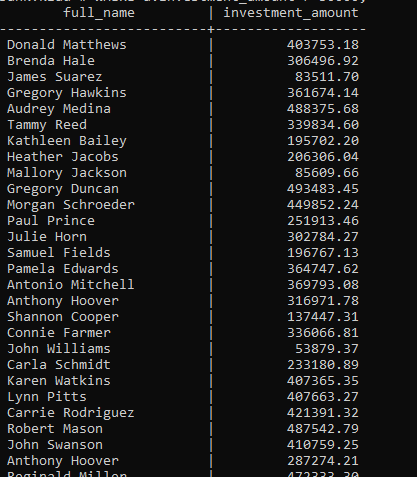 full_name | investment_amount
--------------------------+-------------------
Donald Matthews | 403753.18
Brenda Hale | 306496.92
James Suarez | 83511.70
Gregory Hawkins | 361674.14
Audrey Medina | 488375.68
Tammy Reed | 339834.60
Kathleen Bailey | 195702.20
Heather Jacobs | 206306.04
Mallory Jackson | 85609.66
Gregory Duncan | 493483.45
Morgan Schroeder | 449852.24
Paul Prince | 251913.46
Julie Horn | 302784.27
Samuel Fields | 196767.13
Pamela Edwards | 364747.62
Antonio Mitchell | 369793.08
Anthony Hoover | 316971.78
Shannon Cooper | 137447.31
Connie Farmer | 336066.81
John Williams | 53879.37
Carla Schmidt | 233180.89
Karen Watkins | 407365.35
Lynn Pitts | 407663.27
Carrie Rodriguez | 421391.32
Robert Mason | 487542.79
John Swanson | 410759.25
Anthony Hoover | 287274.21
Reginald Miller | 472333.30